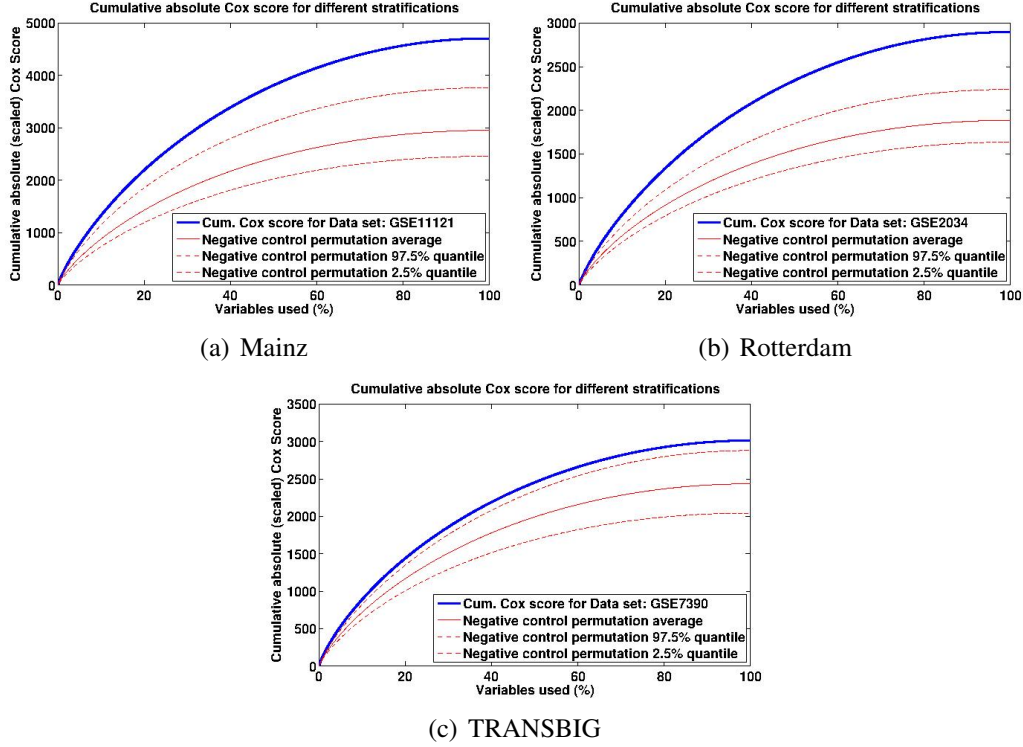 Cumulative absolute Cox score for different stratifications
Cumulative absolute (scaled) Cox Score
5000
4000
3000
2000
1000
0
Cum. Cox score for Data set: GSE11121
Negative control permutation average
Negative control permutation 97.5% quantile
Negative control permutation 2.5% quantile
0 20 40 60 80 100
Variables used (%)
(a) Mainz
Cumulative absolute Cox score for different stratifications
Cumulative absolute (scaled) Cox Score
3000
2500
2000
1500
1000
500
0
Cum. Cox score for Data set: GSE2034
Negative control permutation average
Negative control permutation 97.5% quantile
Negative control permutation 2.5% quantile
0 20 40 60 80 100
Variables used (%)
(b) Rotterdam
Cumulative absolute Cox score for different stratifications
Cumulative absolute (scaled) Cox Score
3500
3000
2500
2000
1500
1000
500
0
Cum. Cox score for Data set: GSE7390
Negative control permutation average
Negative control permutation 97.5% quantile
Negative control permutation 2.5% quantile
0 20 40 60 80 100
Variables used (%)
(c) TRANSBIG